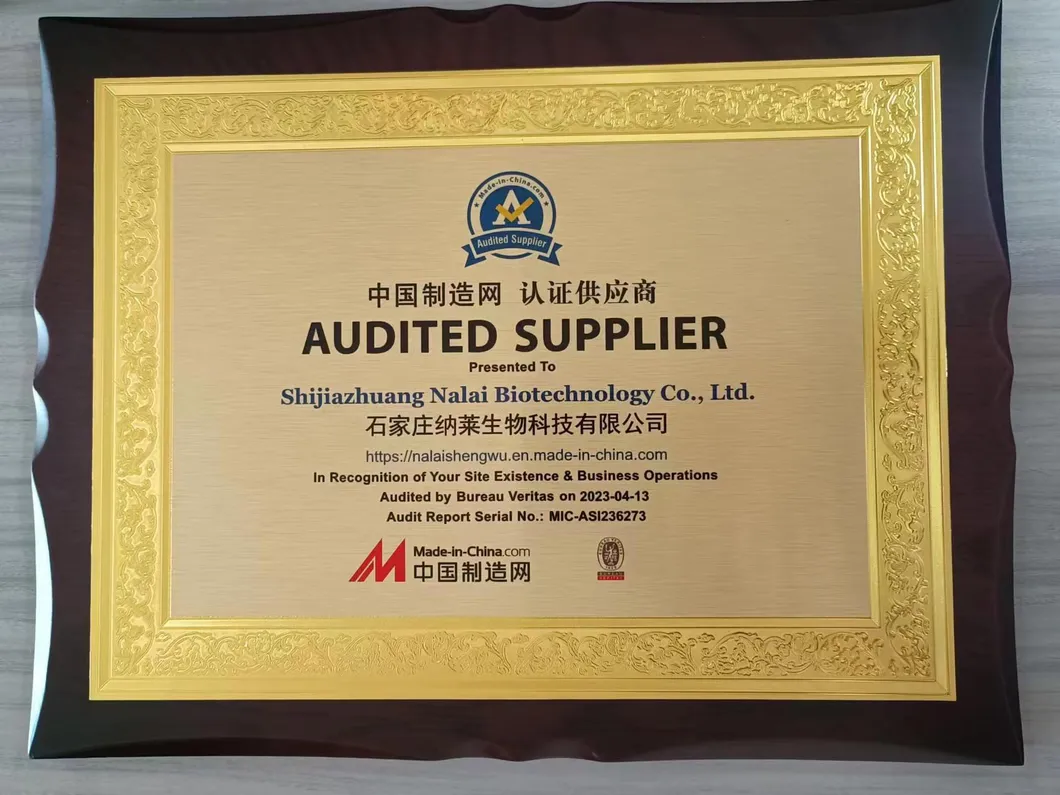 Made-in-China.com
Audited Supplier
中国制造网 认证供应商
AUDITED SUPPLIER
Presented To
Shijiazhuang Nalai Biotechnology Co., Ltd.
石家庄纳莱生物科技有限公司
https://nalaishengwu.en.made-in-china.com
In Recognition of Your Site Existence & Business Operations
Audited by Bureau Veritas on 2023-04-13
Audit Report Serial No.: MIC-ASI236273
Made-in-China.com
中国制造网
BUREAU
VERITAS